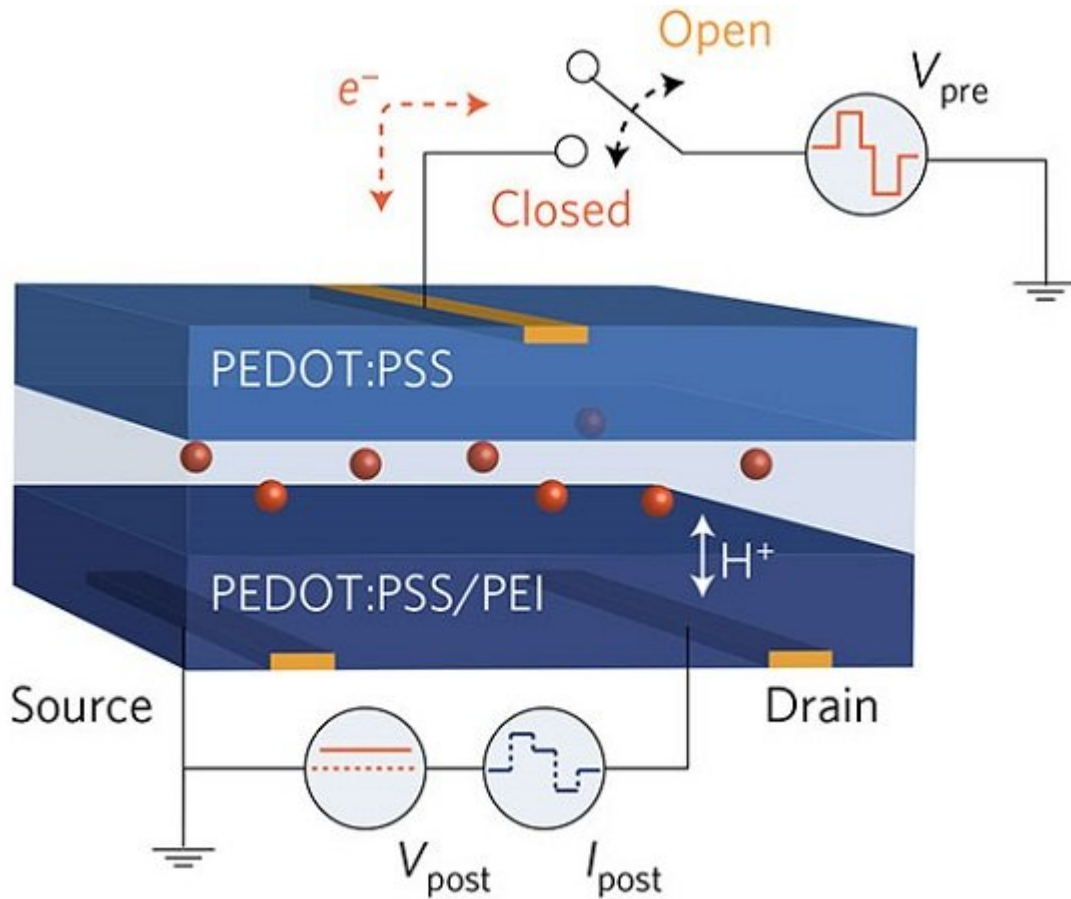 Open
V_pre
e⁻
Closed
PEDOT:PSS
H⁺
PEDOT:PSS/PEI
Source
Drain
V_post
I_post